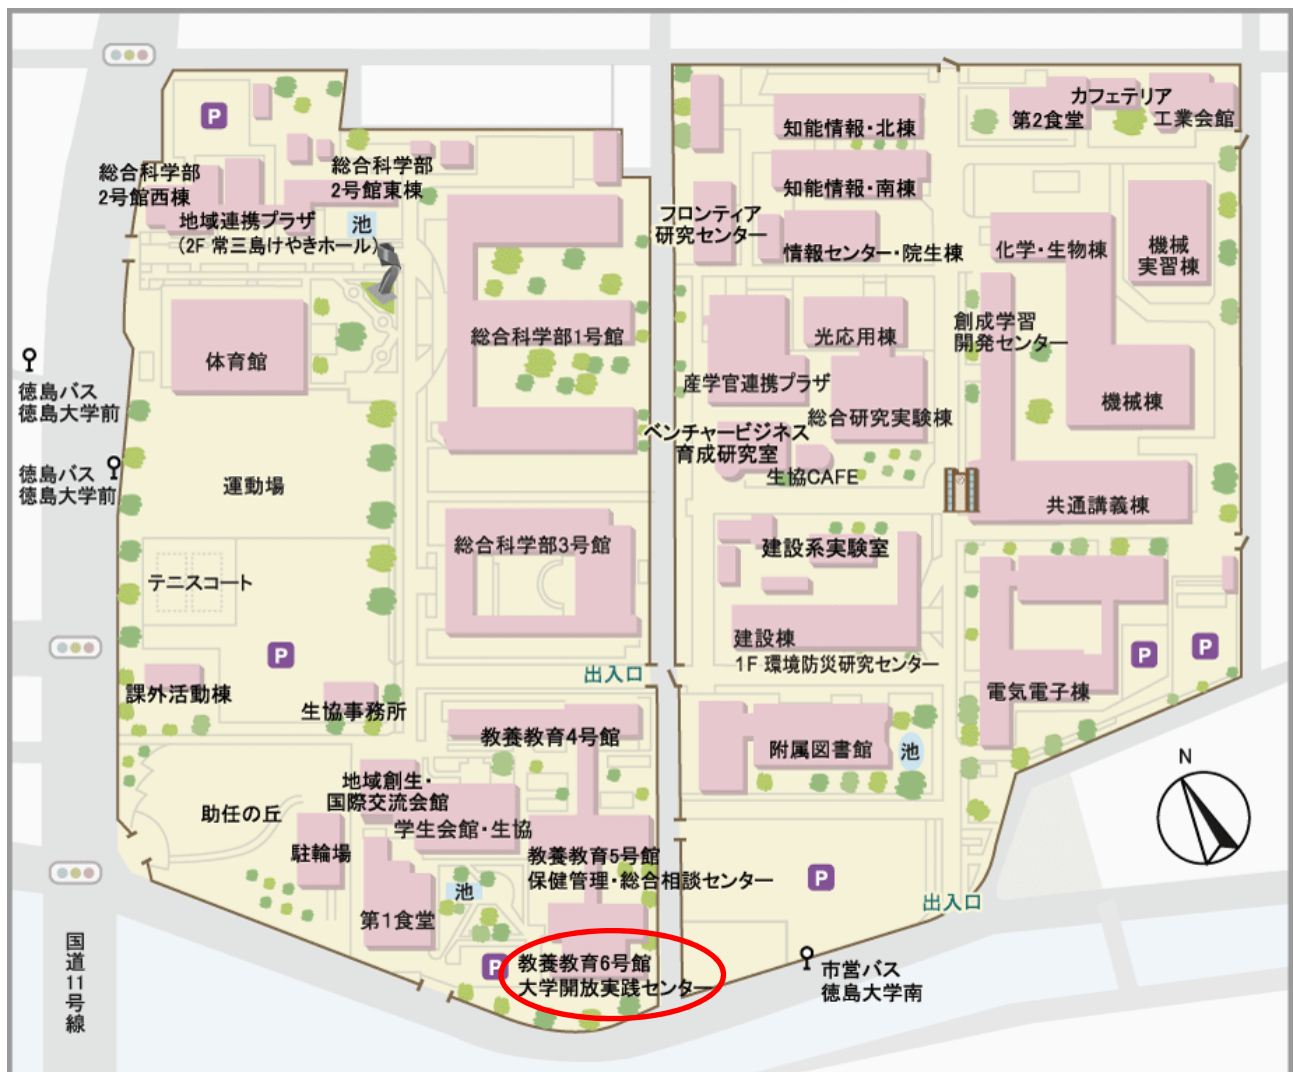 P
総合科学部
2号館西棟
総合科学部
2号館東棟
地域連携プラザ
(2F 常三島けやきホール)
池
体育館
総合科学部1号館
徳島バス
徳島大学前
徳島バス
徳島大学前
運動場
テニスコート
総合科学部3号館
P
課外活動棟
生協事務所
出入口
教養教育4号館
地域創生・
国際交流会館
学生会館・生協
助任の丘
駐輪場
教養教育5号館
保健管理・総合相談センター
池
第1食堂
P
教養教育6号館
大学開放実践センター
国道11号線
知能情報・北棟
知能情報・南棟
カフェテリア
第2食堂
工業会館
フロンティア
研究センター
情報センター・院生棟
化学・生物棟
機械
実習棟
光応用棟
創成学習
開発センター
産学官連携プラザ
総合研究実験棟
機械棟
ベンチャービジネス
育成研究室
生協CAFE
共通講義棟
建設系実験室
建設棟
1F 環境防災研究センター
電気電子棟
P
P
附属図書館
池
N
P
出入口
市営バス
徳島大学南